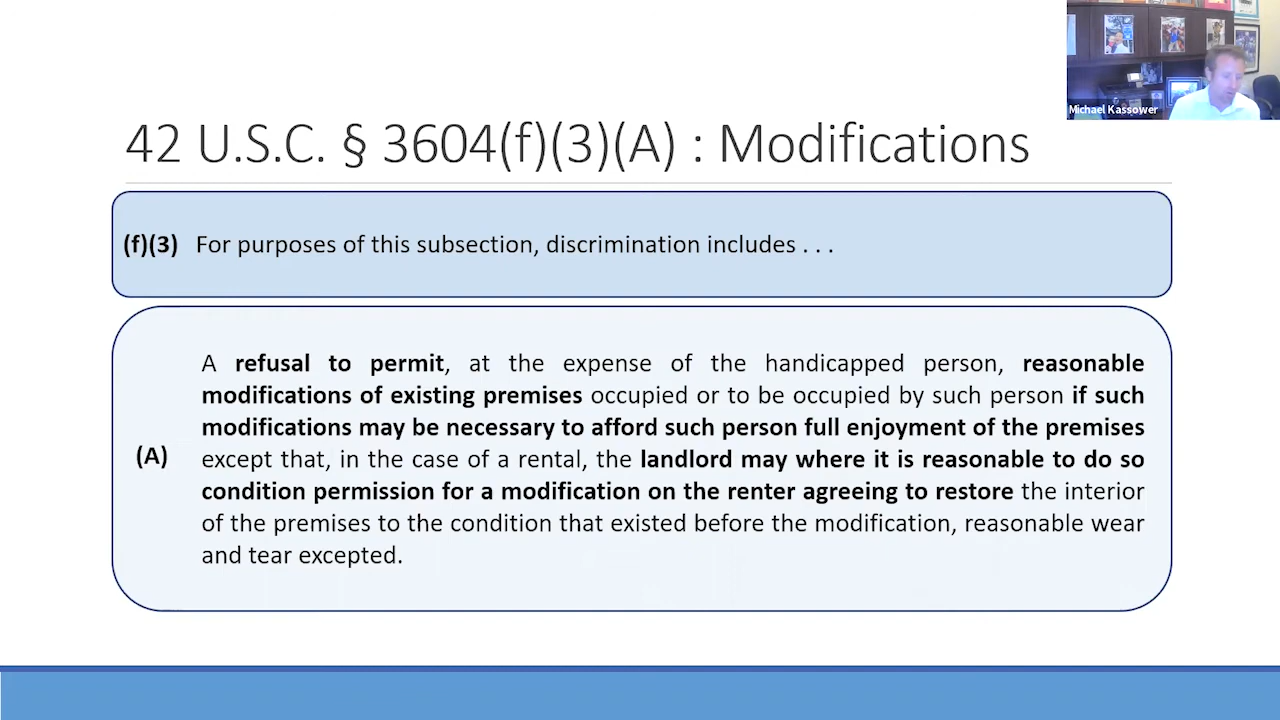 Michael Kassower
42 U.S.C. § 3604(f)(3)(A) : Modifications
(f)(3) For purposes of this subsection, discrimination includes . . .
(A)
A refusal to permit, at the expense of the handicapped person, reasonable
modifications of existing premises occupied or to be occupied by such person if such
modifications may be necessary to afford such person full enjoyment of the premises
except that, in the case of a rental, the landlord may where it is reasonable to do so
condition permission for a modification on the renter agreeing to restore the interior
of the premises to the condition that existed before the modification, reasonable wear
and tear excepted.